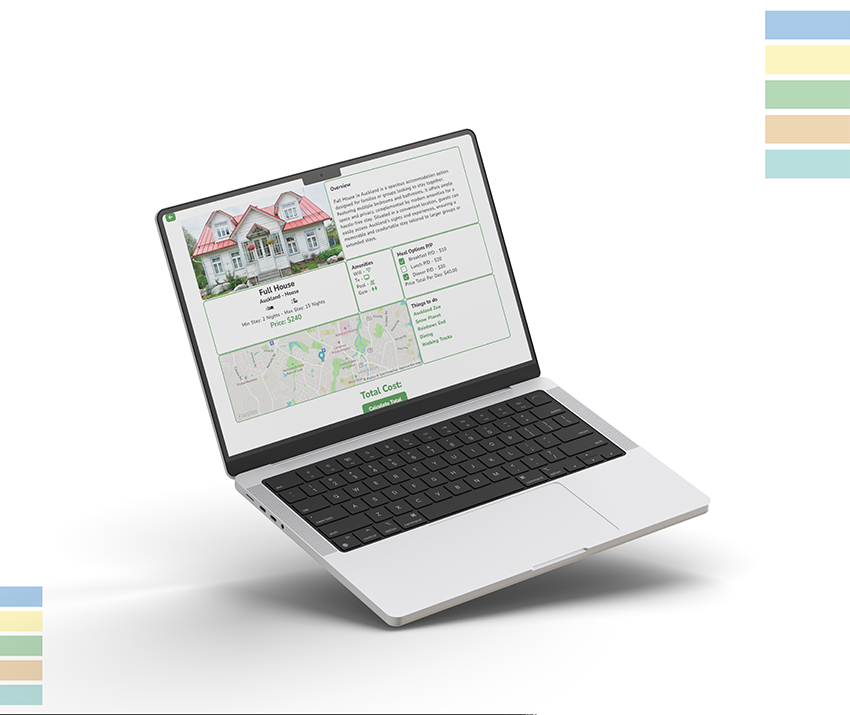 Overview
Full House in Auckland is a spacious accommodation option
designed for families or groups looking to stay together.
Featuring multiple bedrooms and bathrooms, it offers ample
space and privacy, complemented by modern amenities for a
hassle-free stay. Situated in a convenient location, guests can
easily access Auckland's sights and experiences, ensuring a
memorable and comfortable stay tailored to larger groups or
extended stays.
Full House
Auckland - House
Min Stay: 2 Nights - Max Stay: 15 Nights
Price: $240
Amenities
Wifi -
Tv -
Pool -
Gym -
Meal Options P/P
Breakfast P/D - $10
Lunch P/D - $20
Dinner P/D - $30
Price Total Per Day: $40.00
Things to do
Auckland Zoo
Snow Planet
Rainbows End
Dining
Walking Tracks
Total Cost:
Calculate Total
Q W E R T Y U I O P
A S D F G H J K L
Z X C V B N M